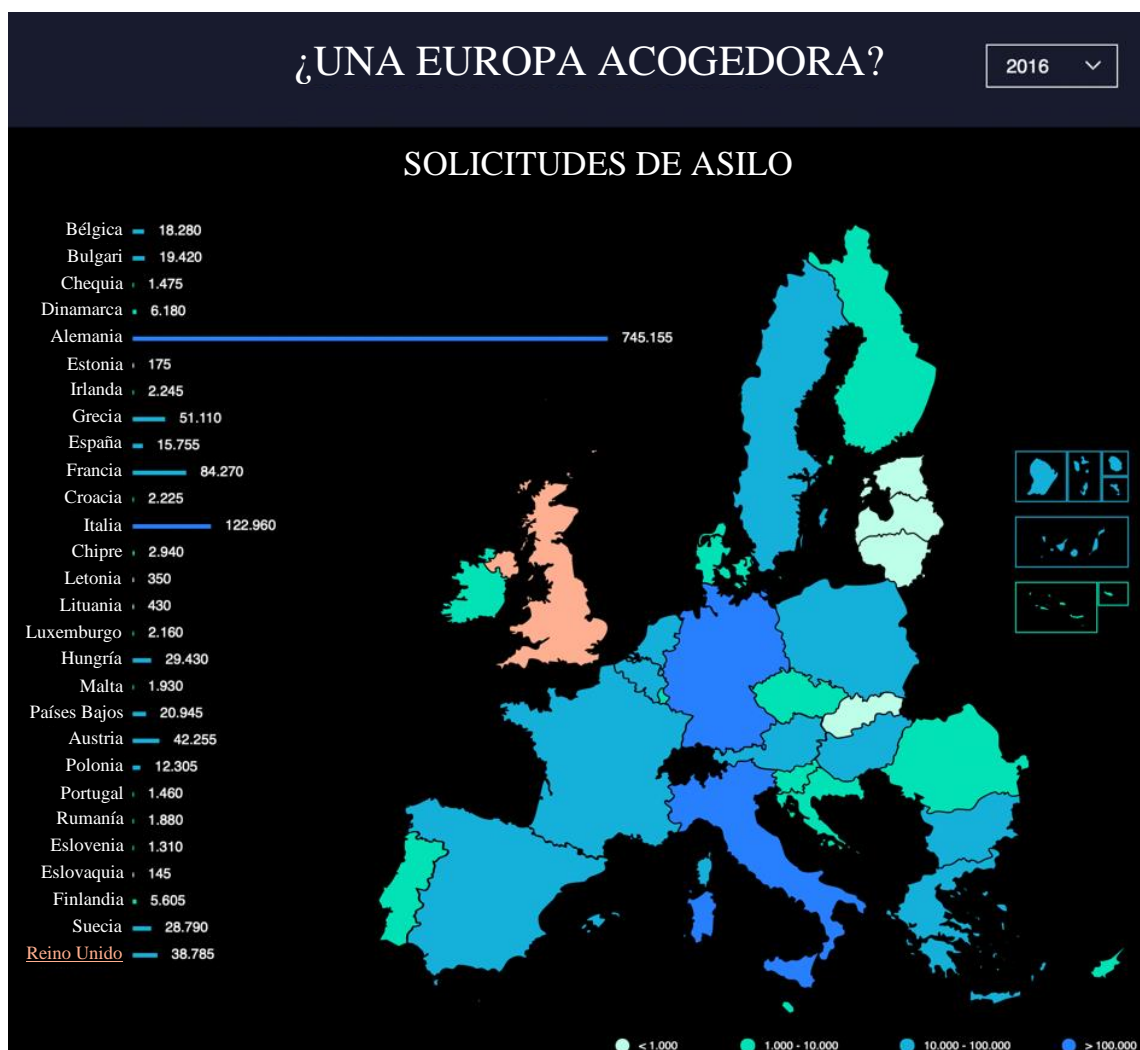 ¿UNA EUROPA ACOGEDORA?
2016
SOLICITUDES DE ASILO
Bélgica 18.280
Bulgari 19.420
Chequia 1.475
Dinamarca 6.180
Alemania 745.155
Estonia 175
Irlanda 2.245
Grecia 51.110
España 15.755
Francia 84.270
Croacia 2.225
Italia 122.960
Chipre 2.940
Letonia 350
Lituania 430
Luxemburgo 2.160
Hungría 29.430
Malta 1.930
Países Bajos 20.945
Austria 42.255
Polonia 12.305
Portugal 1.460
Rumanía 1.880
Eslovenia 1.310
Eslovaquia 145
Finlandia 5.605
Suecia 28.790
Reino Unido 38.785
< 1.000 1.000 - 10.000 10.000 - 100.000 > 100.000